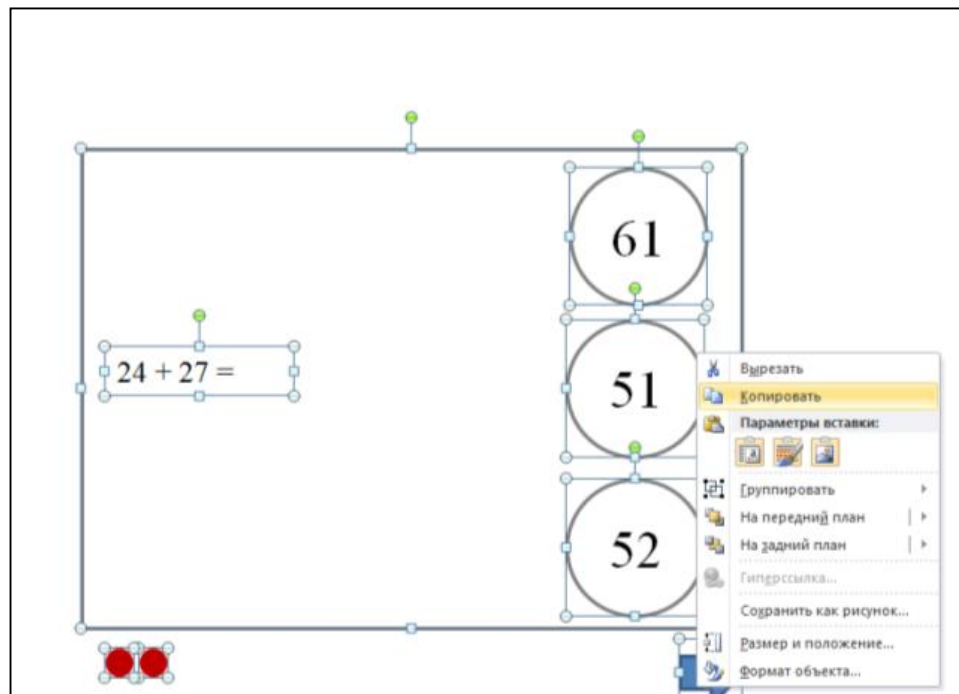 61
24 + 27 =
51
52
Вырезать
Копировать
Параметры вставки:
Группировать
На передний план
На задний план
Гиперссылка...
Сохранить как рисунок...
Размер и положение...
Формат объекта...